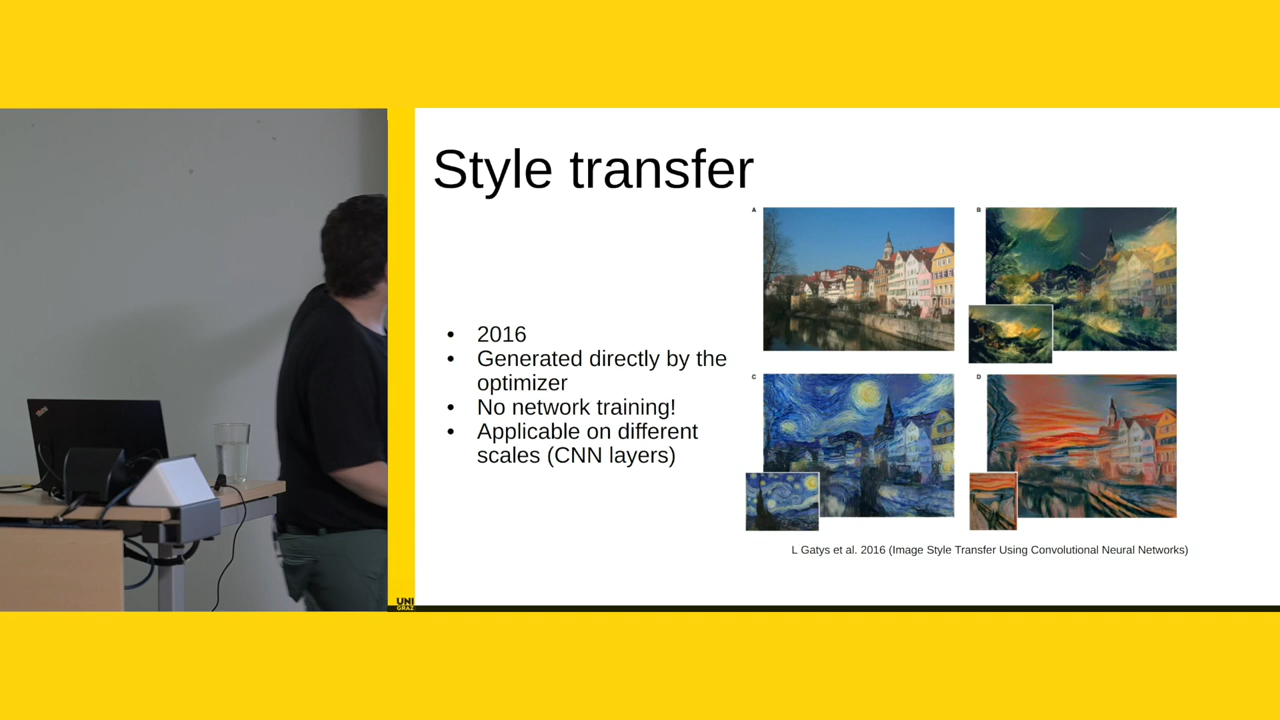 Style transfer
A
B
• 2016
• Generated directly by the
optimizer
• No network training!
• Applicable on different
scales (CNN layers)
C
D
L Gatys et al. 2016 (Image Style Transfer Using Convolutional Neural Networks)
UNI
GRAZ